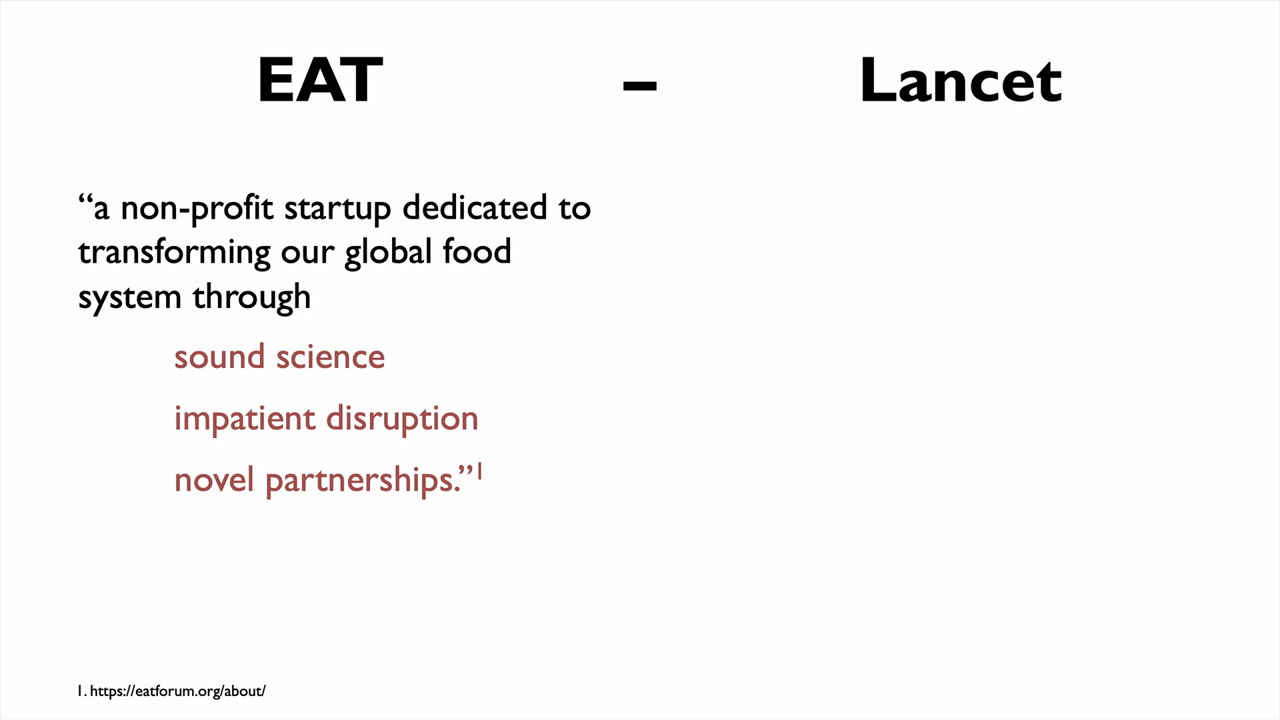 EAT – Lancet
“a non-profit startup dedicated to
transforming our global food
system through
sound science
impatient disruption
novel partnerships.”1
1. https://eatforum.org/about/